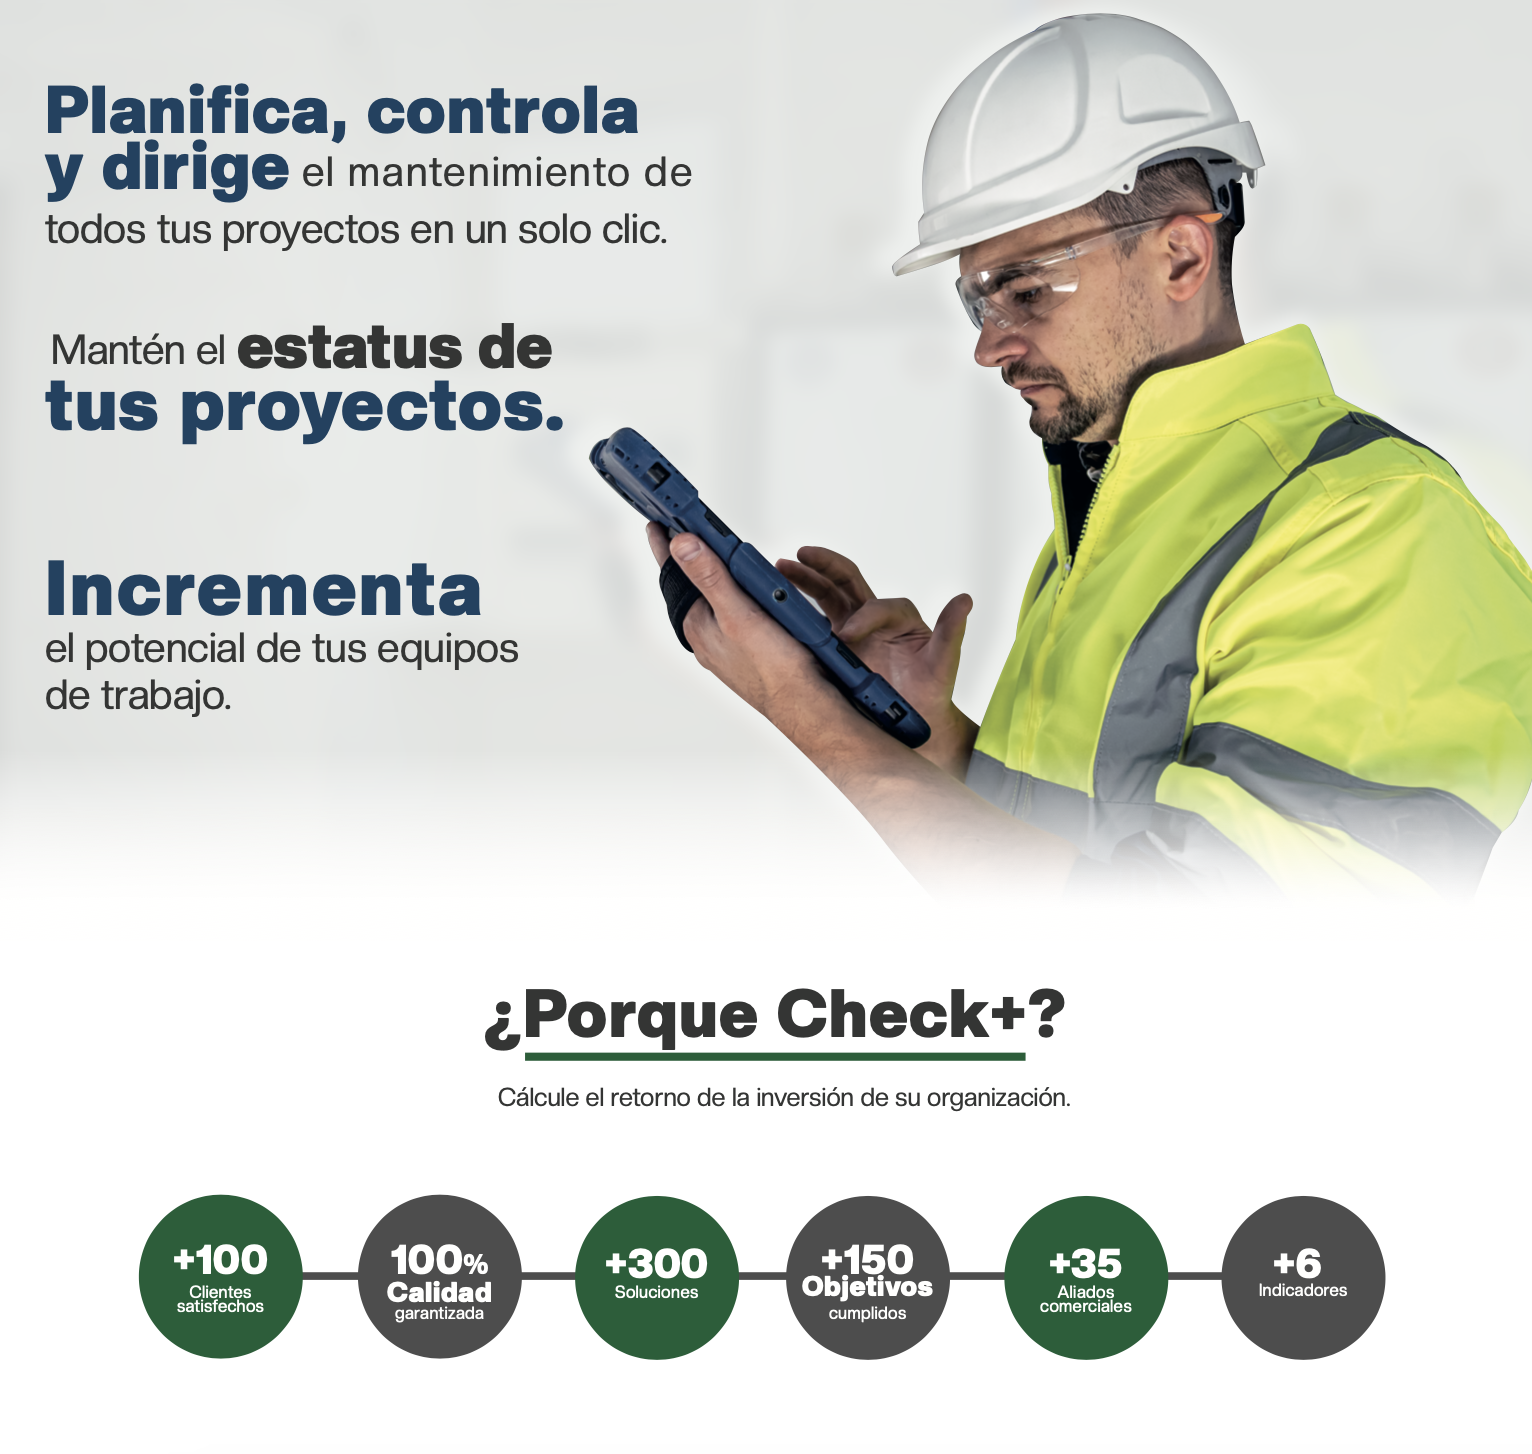 Planifica, controla
y dirige el mantenimiento de
todos tus proyectos en un solo clic.
Mantén el estatus de
tus proyectos.
Incrementa
el potencial de tus equipos
de trabajo.
¿Porque Check+?
Cálcule el retorno de la inversión de su organización.
+100
Clientes
satisfechos
100%
Calidad
garantizada
+300
Soluciones
+150
Objetivos
cumplidos
+35
Aliados
comerciales
+6
Indicadores